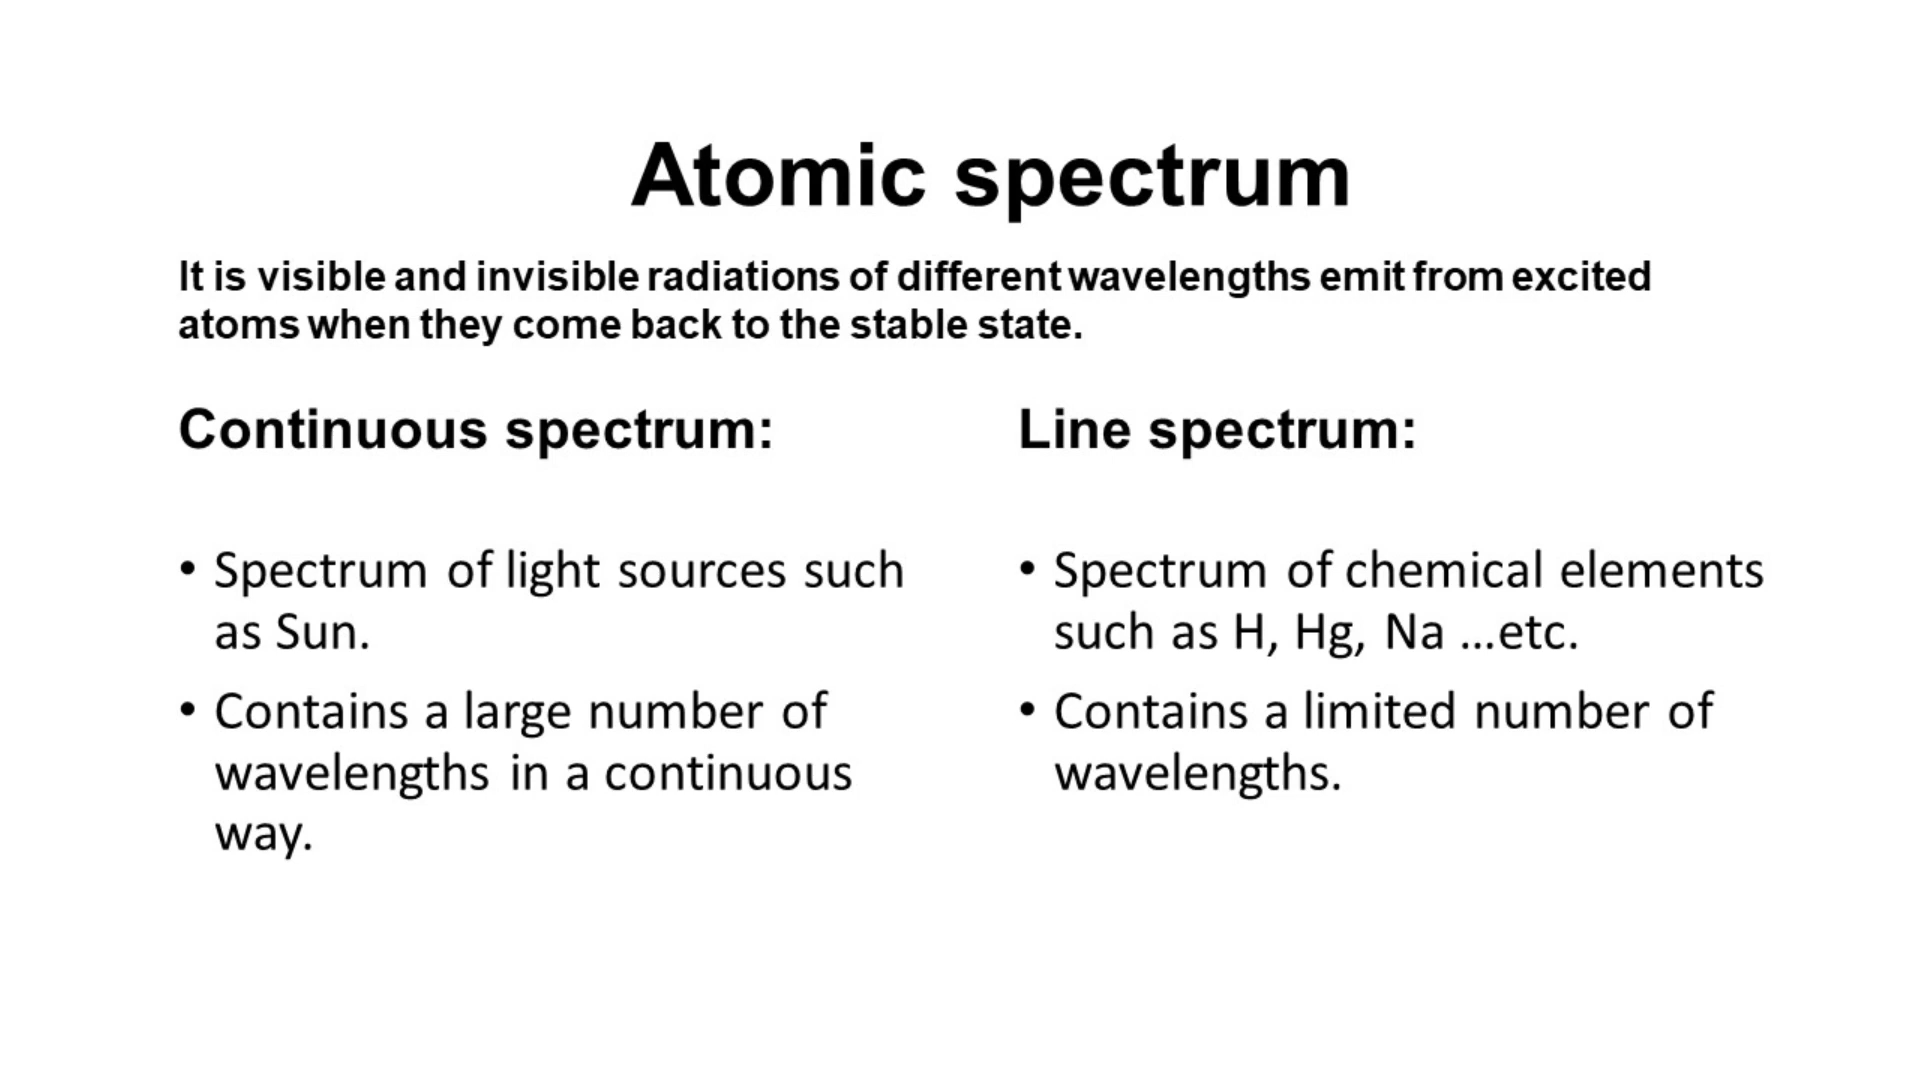 Atomic spectrum
It is visible and invisible radiations of different wavelengths emit from excited
atoms when they come back to the stable state.
Continuous spectrum:
• Spectrum of light sources such
as Sun.
• Contains a large number of
wavelengths in a continuous
way.
Line spectrum:
• Spectrum of chemical elements
such as H, Hg, Na ...etc.
• Contains a limited number of
wavelengths.